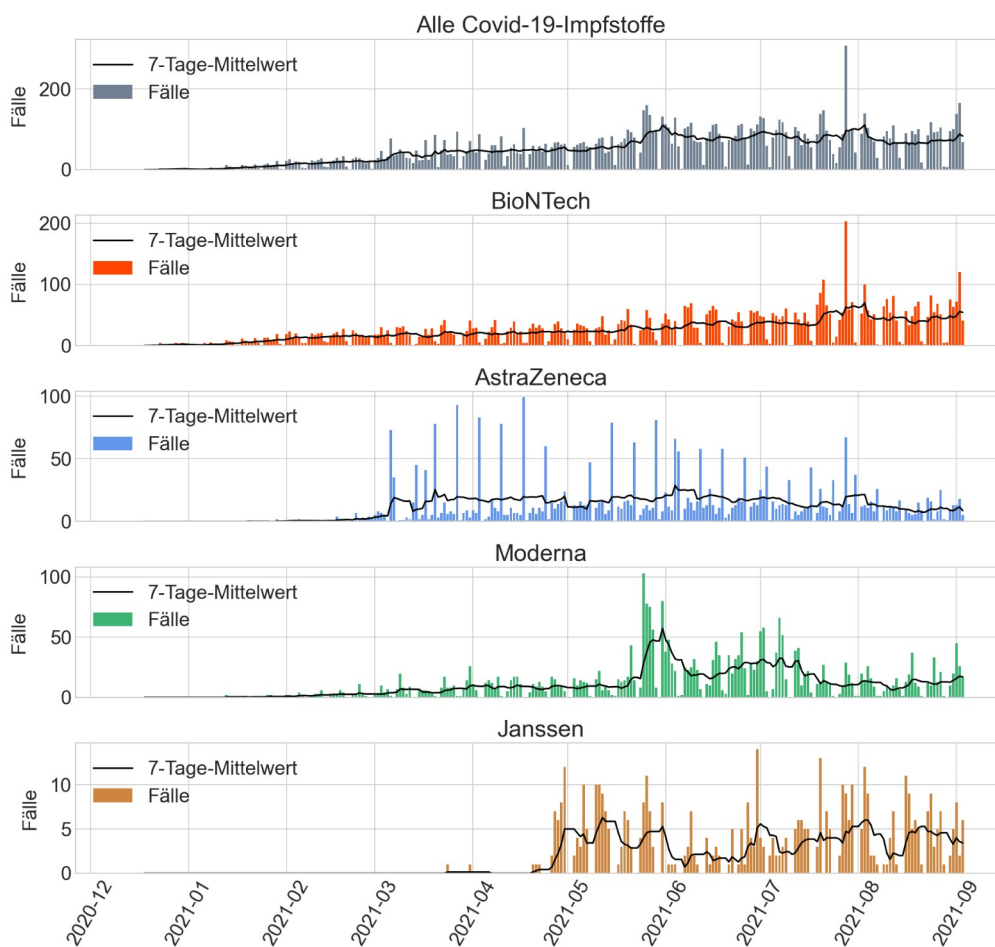 Alle Covid-19-Impfstoffe
Fälle
200
0
7-Tage-Mittelwert
Fälle
BioNTech
Fälle
200
100
0
7-Tage-Mittelwert
Fälle
AstraZeneca
Fälle
100
50
0
7-Tage-Mittelwert
Fälle
Moderna
Fälle
100
50
0
7-Tage-Mittelwert
Fälle
Janssen
Fälle
10
5
0
7-Tage-Mittelwert
Fälle
2020-12
2021-01
2021-02
2021-03
2021-04
2021-05
2021-06
2021-07
2021-08
2021-09